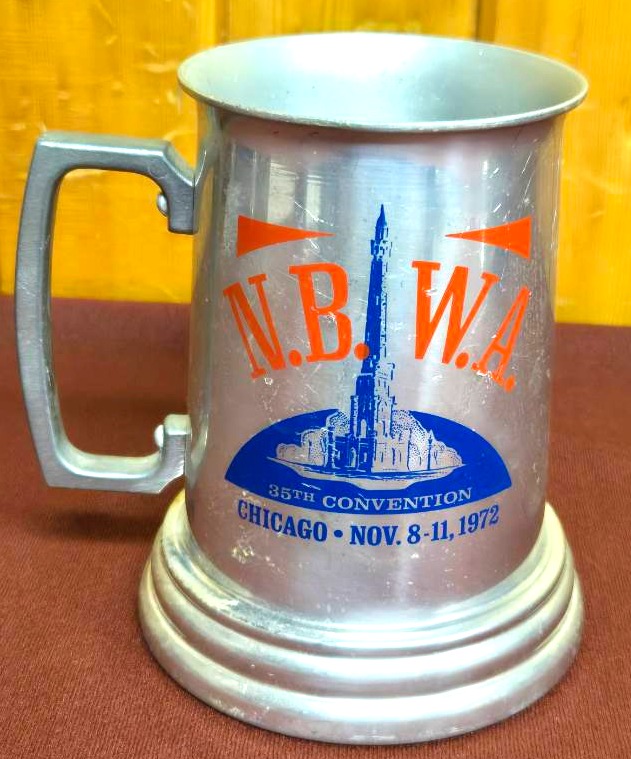 N.B. W.A.
35TH CONVENTION
CHICAGO • NOV. 8-11, 1972